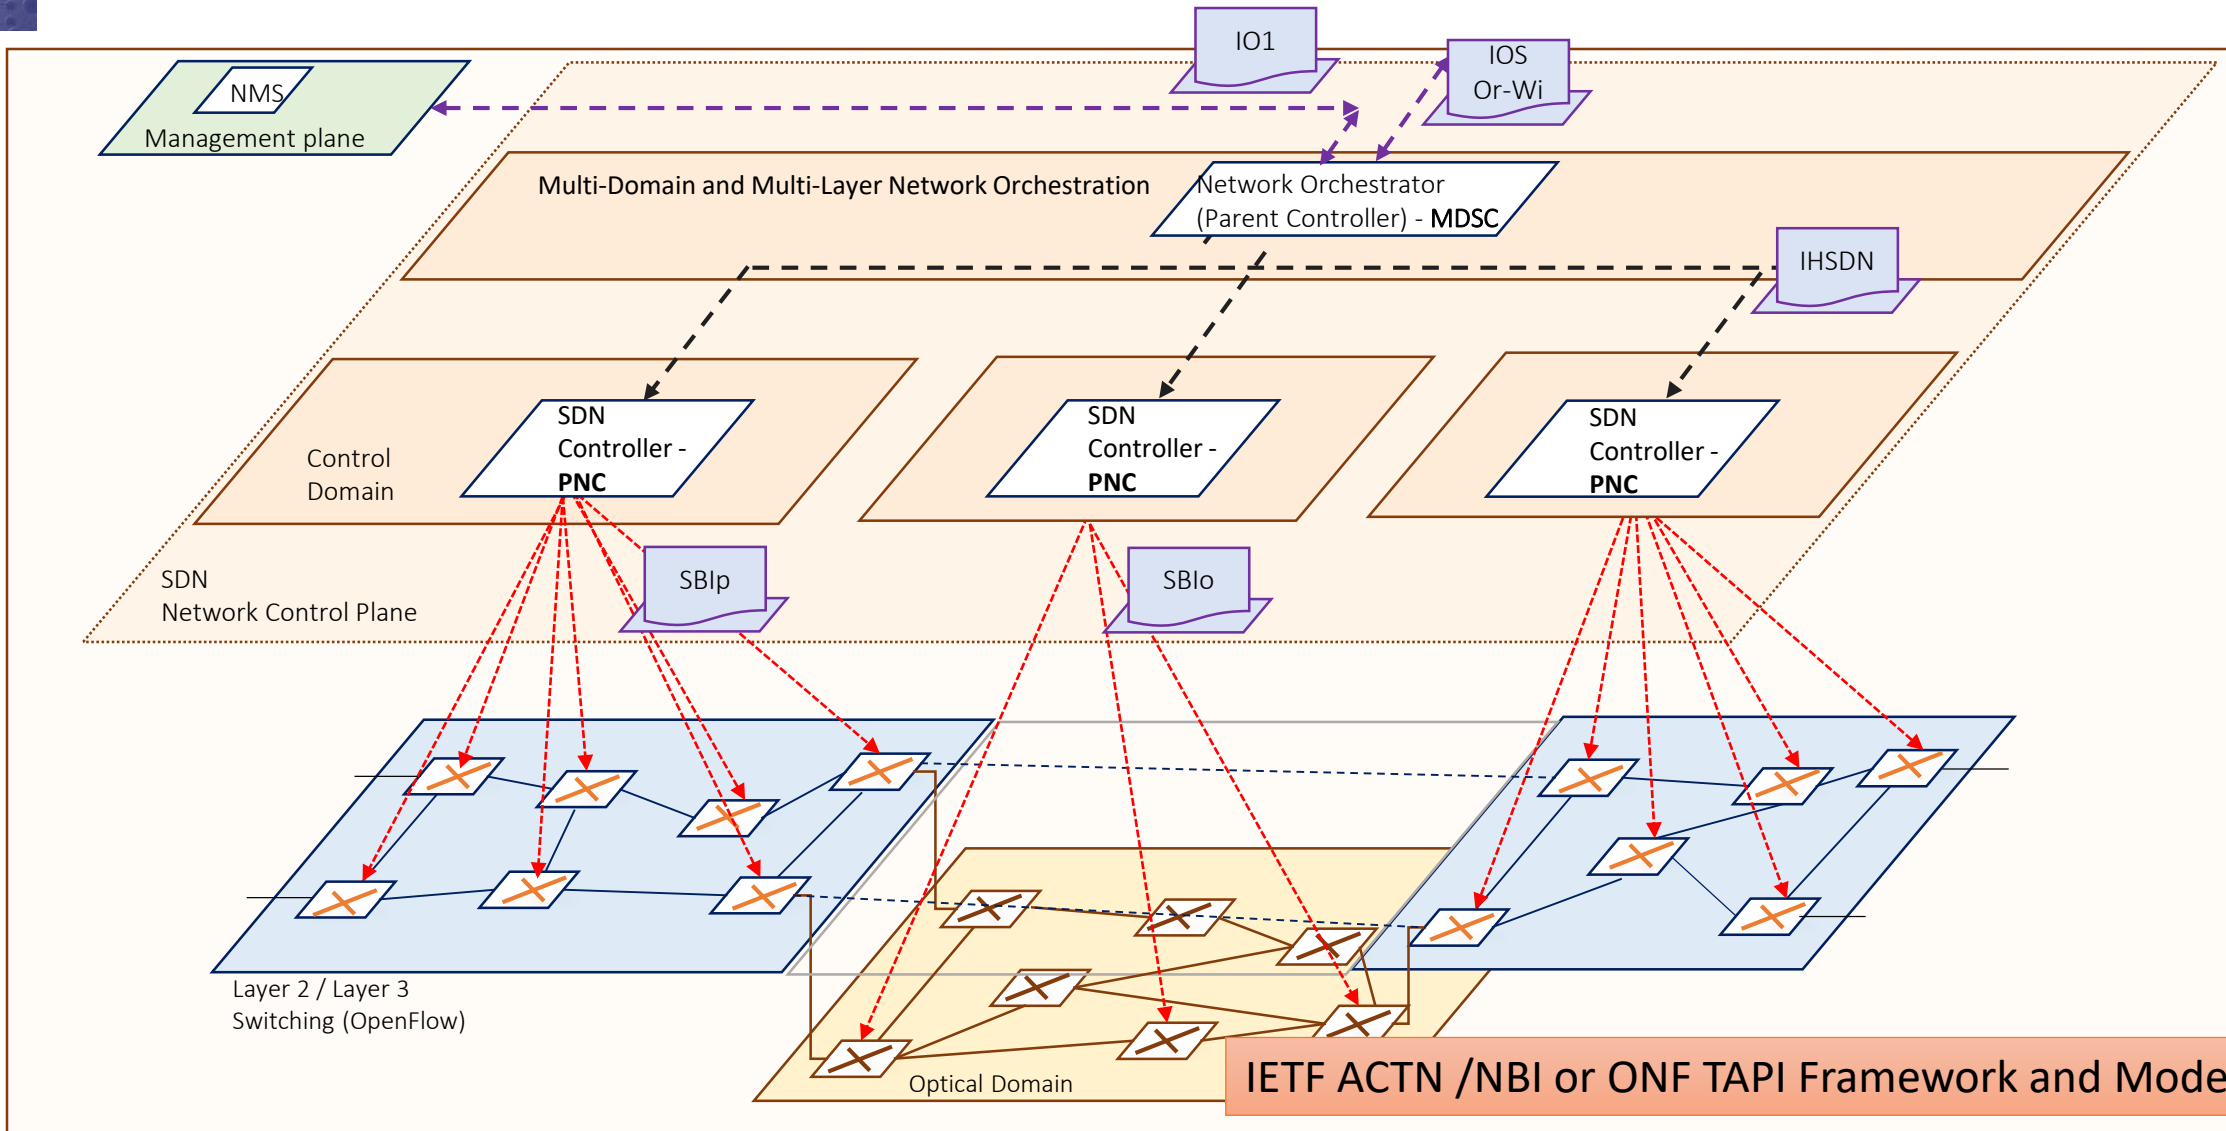 IO1
IOS
Or-Wi
NMS
Management plane
Multi-Domain and Multi-Layer Network Orchestration
Network Orchestrator
(Parent Controller) - MDSC
IHSDN
SDN
Controller -
PNC
SDN
Controller -
PNC
SDN
Controller -
PNC
Control
Domain
SBIp
SBIo
SDN
Network Control Plane
Layer 2 / Layer 3
Switching (OpenFlow)
Optical Domain
IETF ACTN /NBI or ONF TAPI Framework and Mode